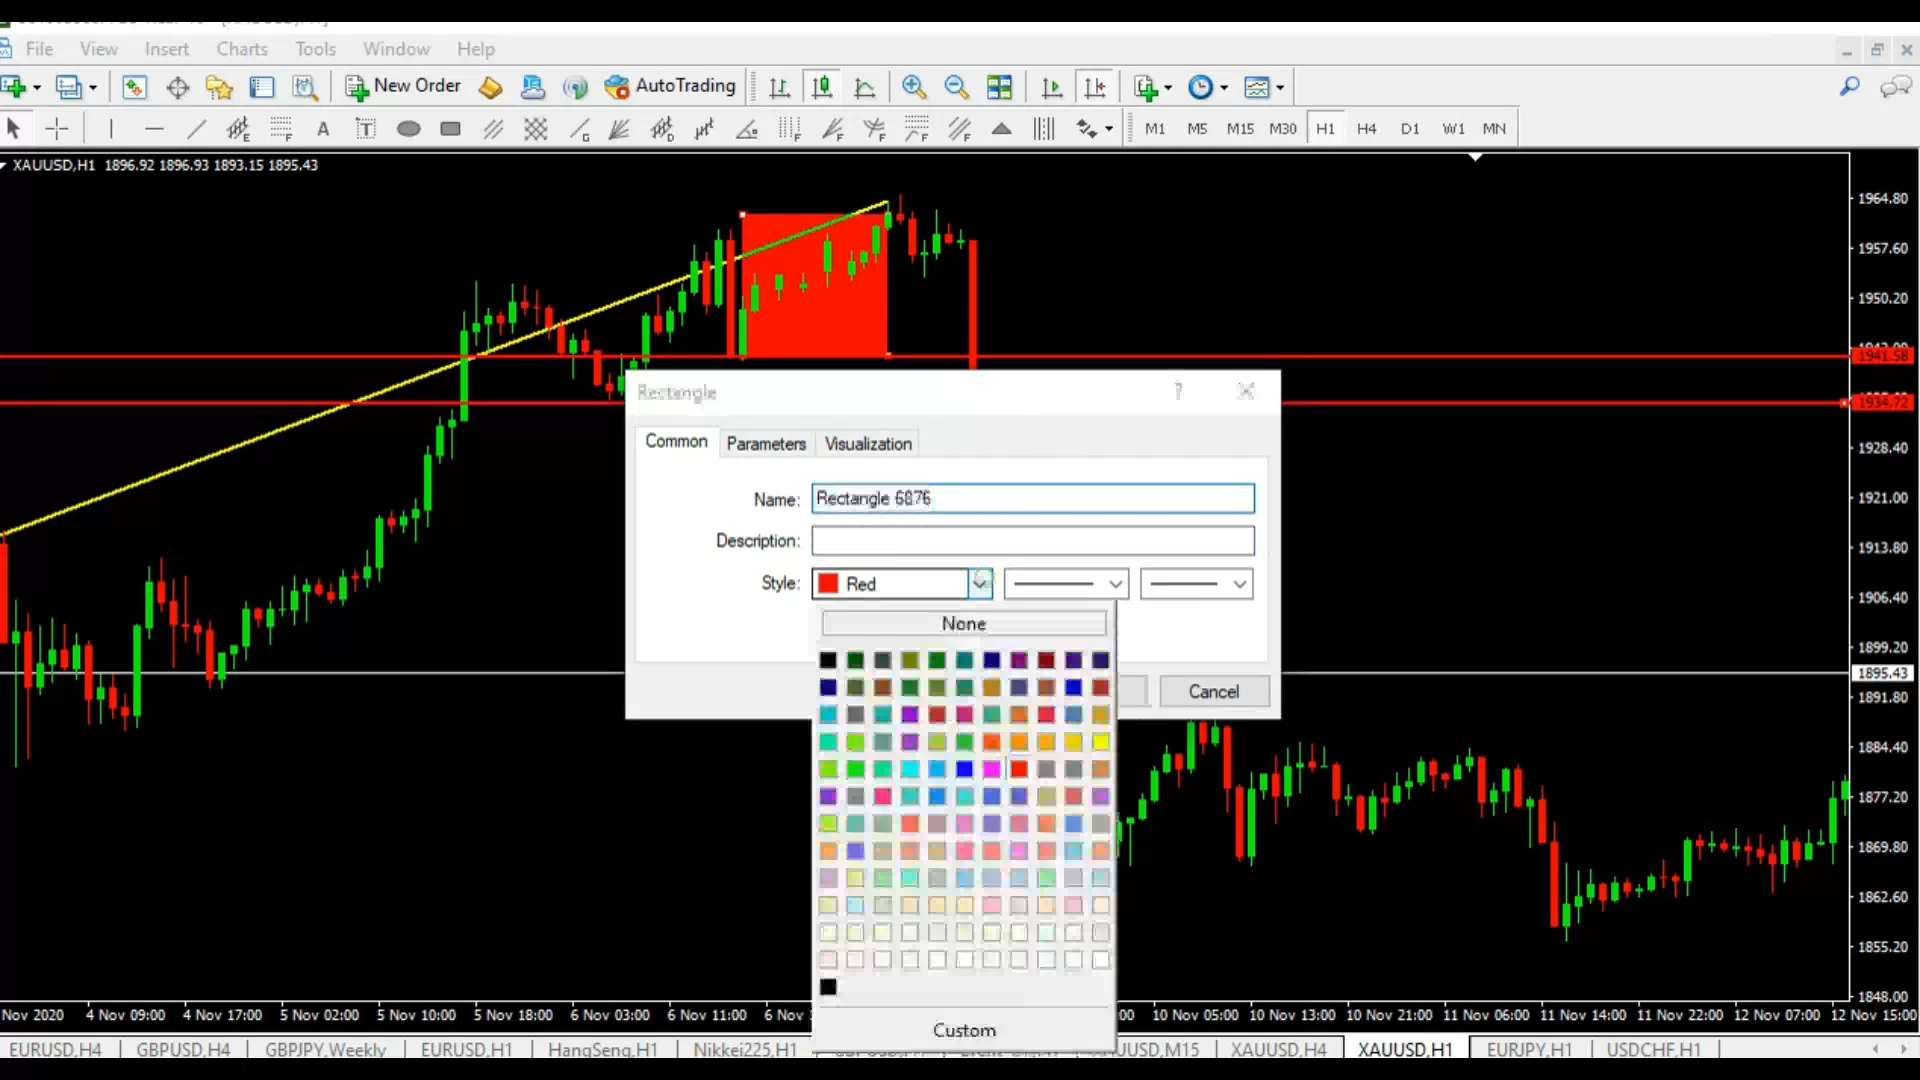 File View Insert Charts Tools Window Help
New Order AutoTrading
M1 M5 M15 M30 H1 H4 D1 W1 MN
XAUUSD,H1 1896.92 1896.93 1893.15 1895.43
1964.80
1957.60
1950.20
1941.58
1934.72
1928.40
1921.00
1913.80
1906.40
1899.20
1895.43
1891.80
1884.40
1877.20
1869.80
1862.60
1855.20
1848.00
Rectangle ?
Common Parameters Visualization
Name: Rectangle 6876
Description:
Style: Red
None
Cancel
Custom
Nov 2020 4 Nov 09:00 4 Nov 17:00 5 Nov 02:00 5 Nov 10:00 5 Nov 18:00 6 Nov 03:00 6 Nov 11:00 6 Nov 10 Nov 05:00 10 Nov 13:00 10 Nov 21:00 11 Nov 06:00 11 Nov 14:00 11 Nov 22:00 12 Nov 07:00 12 Nov 15:00
EURUSD,H4 GBPUSD,H4 GBPJPY,Weekly EURUSD,H1 HangSeng,H1 Nikkei225,H1 XAUUSD,H4 XAUUSD,H1 EURJPY,H1 USDCHF,H1